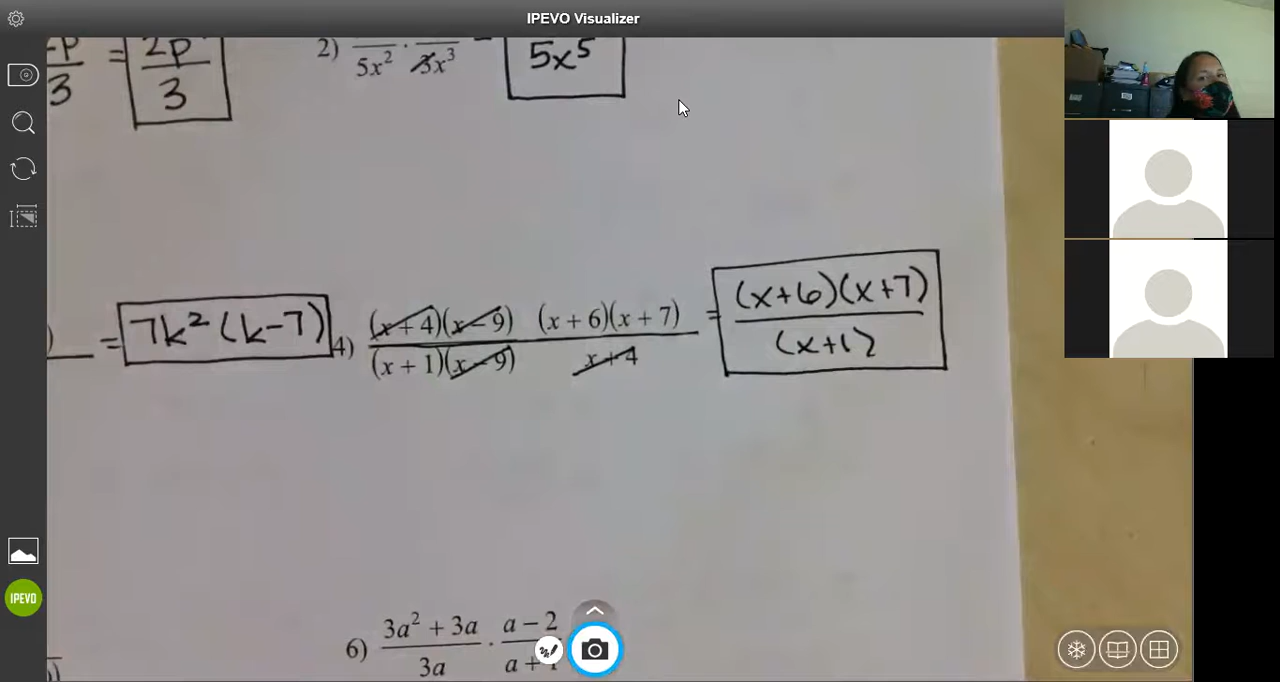 IPEVO Visualizer
3 = 2p / 3
2) 5x² · 3x³ = 5x⁵
= 7k²(k-7)
4) (x + 4)(x − 9) / (x + 1)(x − 9) (x + 6)(x + 7) / x + 4 = (x+6)(x+7) / (x+1)
IPEVO
6) 3a² + 3a / 3a · a − 2 / a +